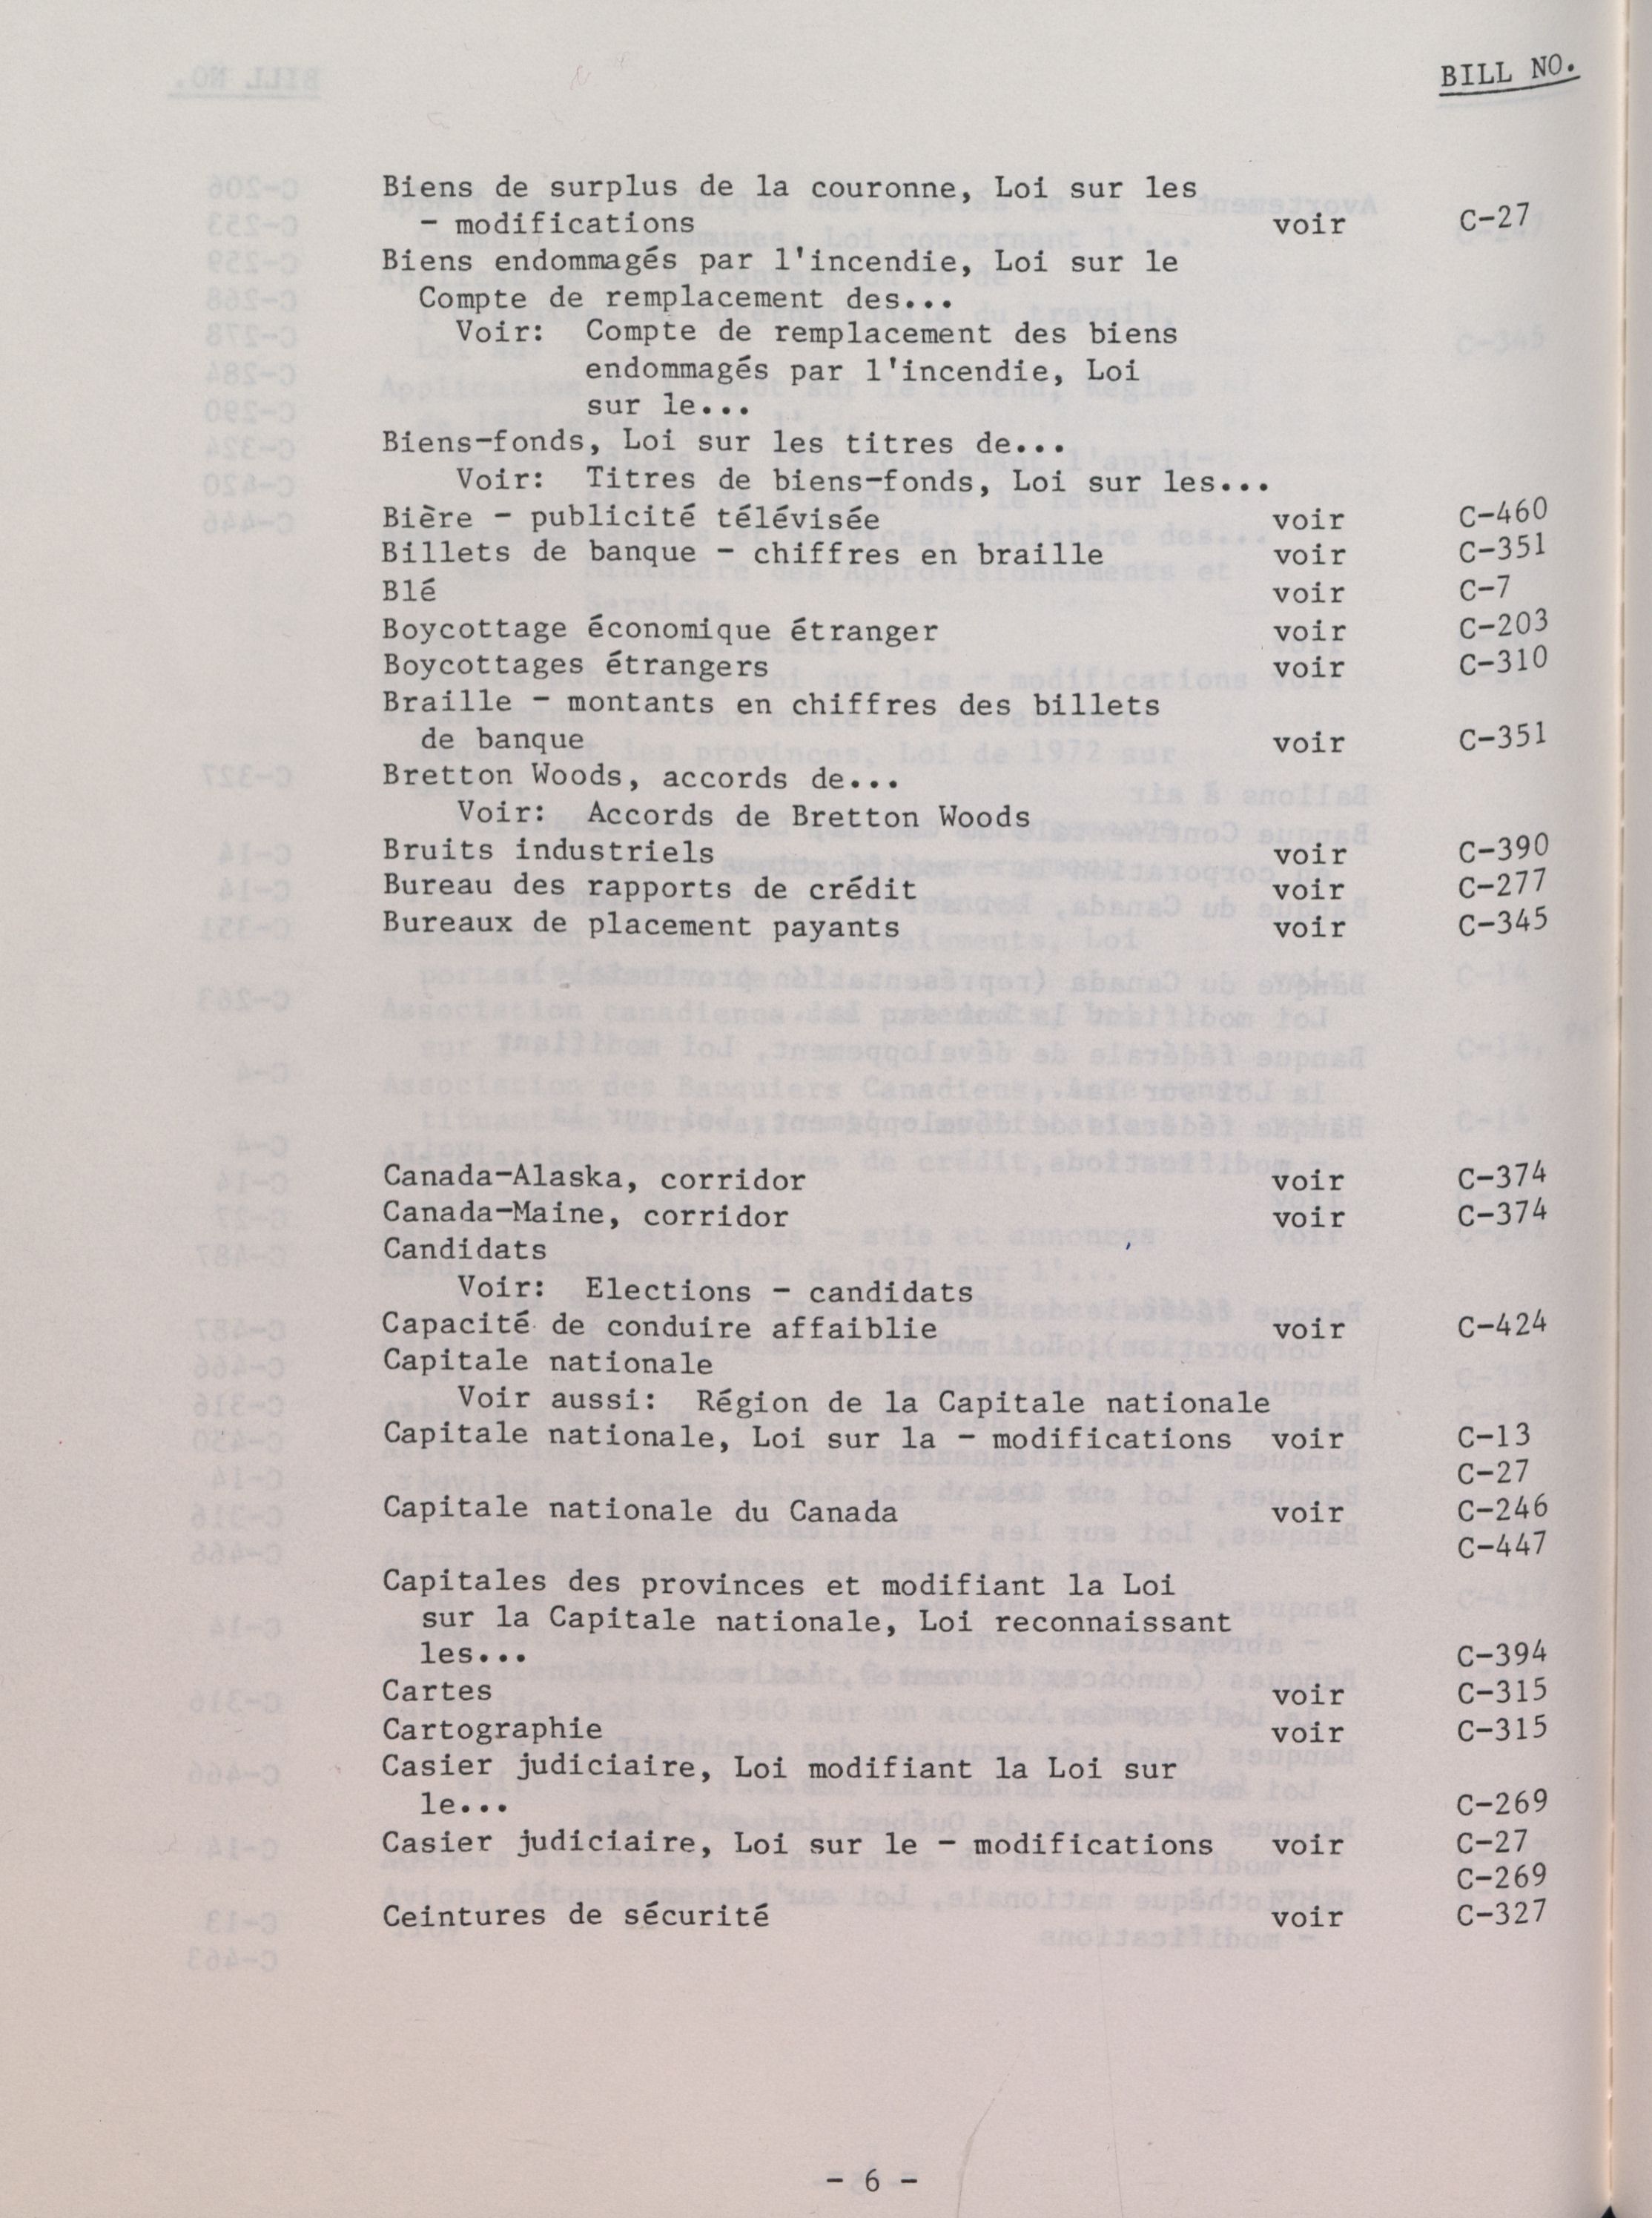 BILL NO.
Biens de surplus de la couronne, Loi sur les
- modifications voir C-27
Biens endommagés par l'incendie, Loi sur le
Compte de remplacement des...
Voir: Compte de remplacement des biens
endommagés par l'incendie, Loi
sur le...
Biens-fonds, Loi sur les titres de...
Voir: Titres de biens-fonds, Loi sur les...
Bière - publicité télévisée voir C-460
Billets de banque - chiffres en braille voir C-351
Blé voir C-7
Boycottage économique étranger voir C-203
Boycottages étrangers voir C-310
Braille - montants en chiffres des billets
de banque voir C-351
Bretton Woods, accords de...
Voir: Accords de Bretton Woods
Bruits industriels voir C-390
Bureau des rapports de crédit voir C-277
Bureaux de placement payants voir C-345
Canada-Alaska, corridor voir C-374
Canada-Maine, corridor voir C-374
Candidats
Voir: Elections - candidats
Capacité de conduire affaiblie voir C-424
Capitale nationale
Voir aussi: Région de la Capitale nationale
Capitale nationale, Loi sur la - modifications voir C-13
C-27
Capitale nationale du Canada voir C-246
C-447
Capitales des provinces et modifiant la Loi
sur la Capitale nationale, Loi reconnaissant
les... C-394
Cartes voir C-315
Cartographie voir C-315
Casier judiciaire, Loi modifiant la Loi sur
le... C-269
Casier judiciaire, Loi sur le - modifications voir C-27
C-269
Ceintures de sécurité voir C-327
- 6 -